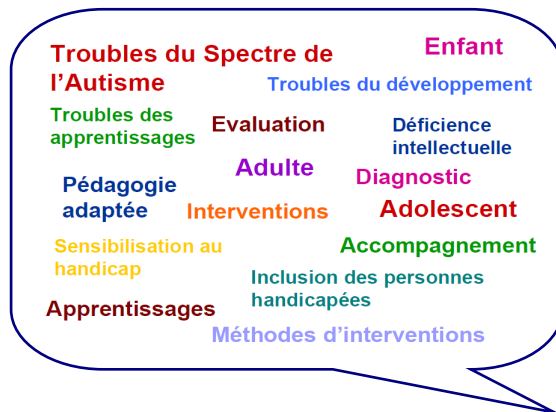 Troubles du Spectre de
l'Autisme
Enfant
Troubles du développement
Troubles des
apprentissages
Evaluation
Déficience
intellectuelle
Adulte
Diagnostic
Pédagogie
adaptée
Interventions
Adolescent
Sensibilisation au
handicap
Accompagnement
Inclusion des personnes
handicapées
Apprentissages
Méthodes d'interventions